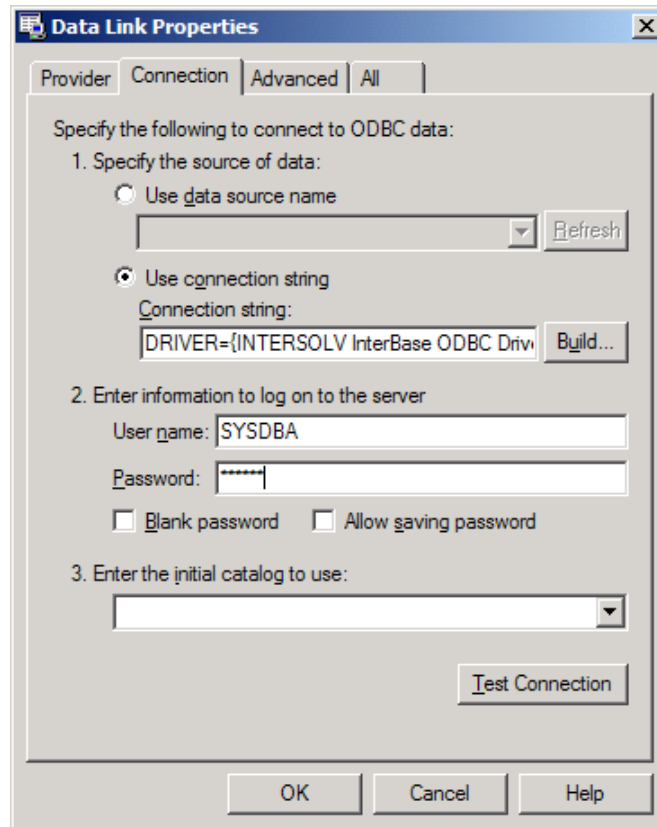 Data Link Properties
Provider Connection Advanced All
Specify the following to connect to ODBC data:
1. Specify the source of data:
Use data source name
Refresh
Use connection string
Connection string:
DRIVER={INTERSOLV InterBase ODBC Drive Build...
2. Enter information to log on to the server
User name: SYSDBA
Password: ******
Blank password Allow saving password
3. Enter the initial catalog to use:
Test Connection
OK Cancel Help